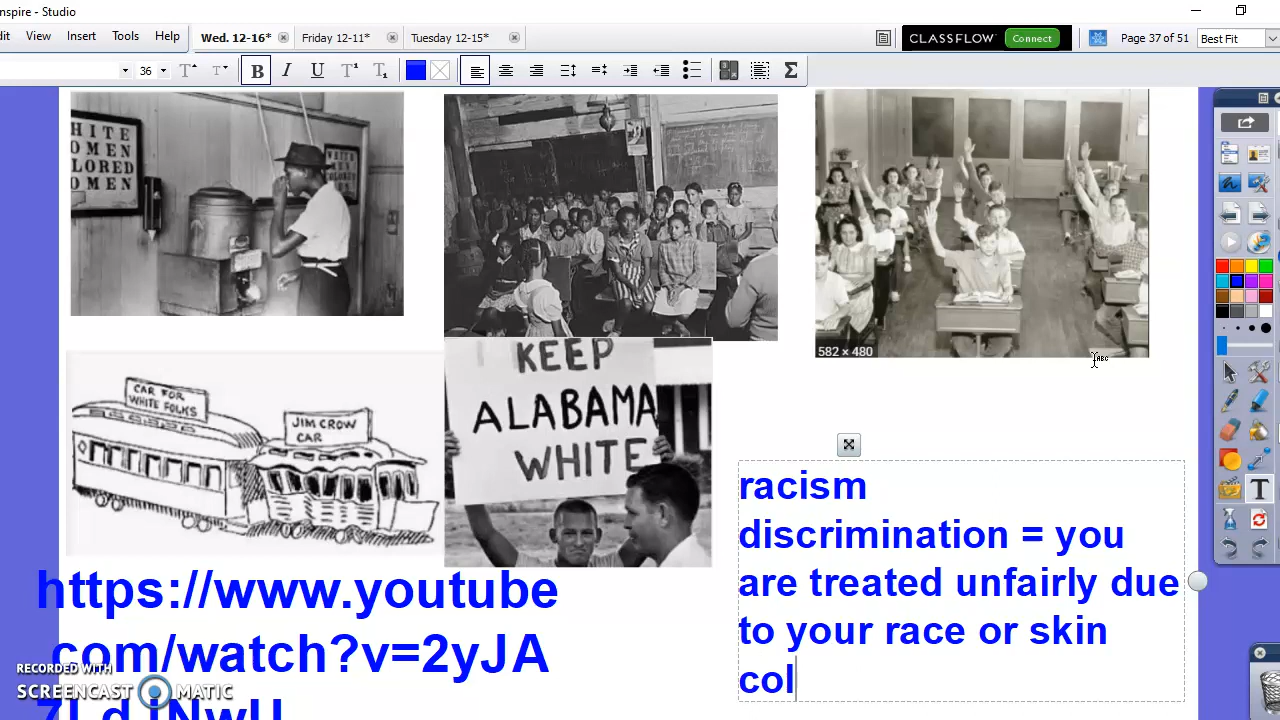 nspire - Studio
dit View Insert Tools Help
Wed. 12-16* Friday 12-11* Tuesday 12-15*
CLASSFLOW Connect
Page 37 of 51 Best Fit
36 B I U
HITE
OMEN
LORED
OMEN
582 × 480
CAR FOR
WHITE FOLKS
JIM CROW
CAR
KEEP
ALABAMA
WHITE
ABC
racism
discrimination = you
are treated unfairly due
to your race or skin
col
https://www.youtube
com/watch?v=2yJA
RECORDED WITH
SCREENCAST MATIC